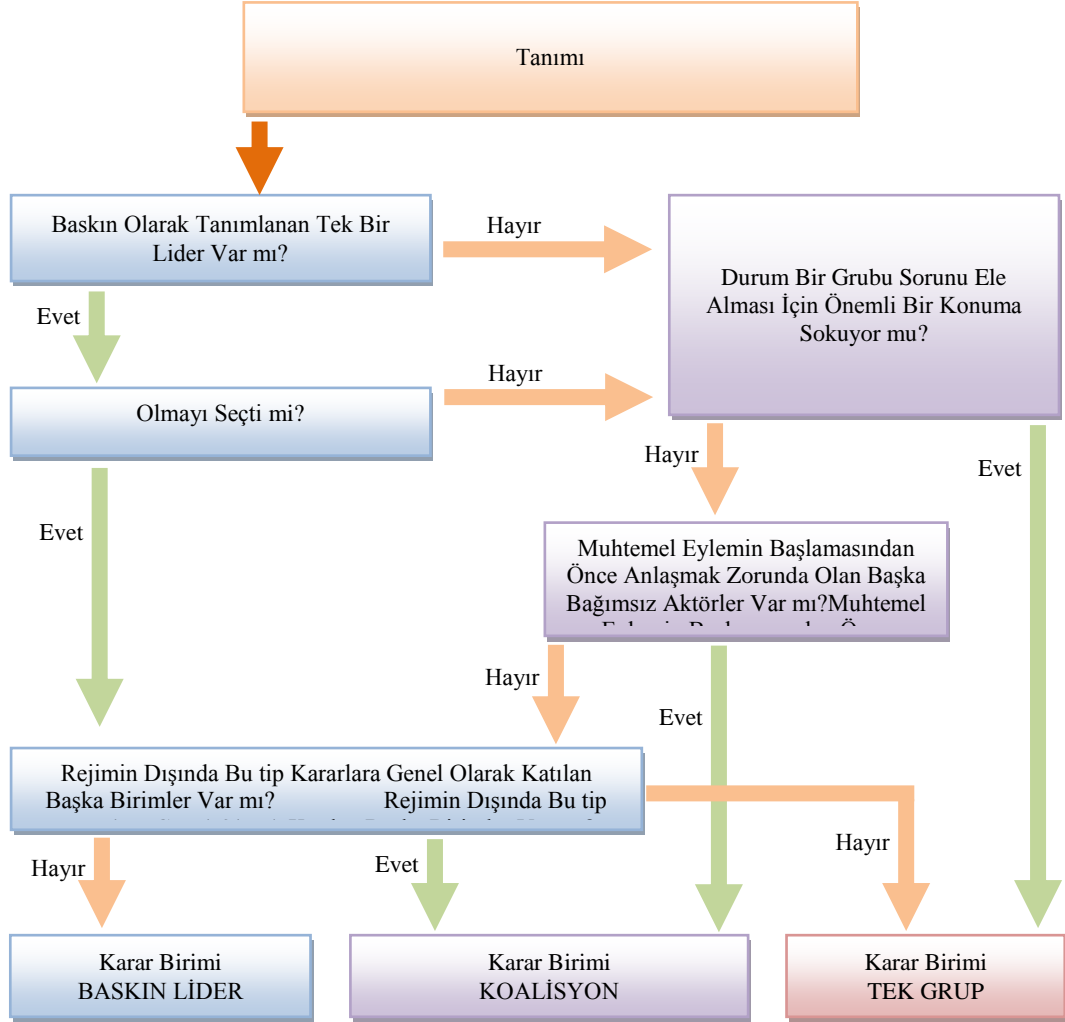 Tanımı
Baskın Olarak Tanımlanan Tek Bir
Lider Var mı?
Hayır
Durum Bir Grubu Sorunu Ele
Alması İçin Önemli Bir Konuma
Sokuyor mu?
Evet
Olmayı Seçti mi?
Hayır
Hayır
Evet
Evet
Muhtemel Eylemin Başlamasından
Önce Anlaşmak Zorunda Olan Başka
Bağımsız Aktörler Var mı?Muhtemel
Hayır
Evet
Rejimin Dışında Bu tip Kararlara Genel Olarak Katılan
Başka Birimler Var mı? Rejimin Dışında Bu tip
Hayır
Evet
Hayır
Karar Birimi
BASKIN LİDER
Karar Birimi
KOALİSYON
Karar Birimi
TEK GRUP